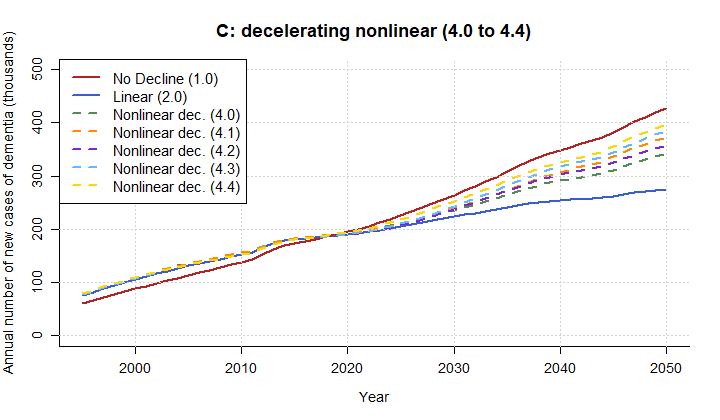 C: decelerating nonlinear (4.0 to 4.4)
Annual number of new cases of dementia (thousands)
500
400
300
200
100
0
No Decline (1.0)
Linear (2.0)
Nonlinear dec. (4.0)
Nonlinear dec. (4.1)
Nonlinear dec. (4.2)
Nonlinear dec. (4.3)
Nonlinear dec. (4.4)
2000 2010 2020 2030 2040 2050
Year